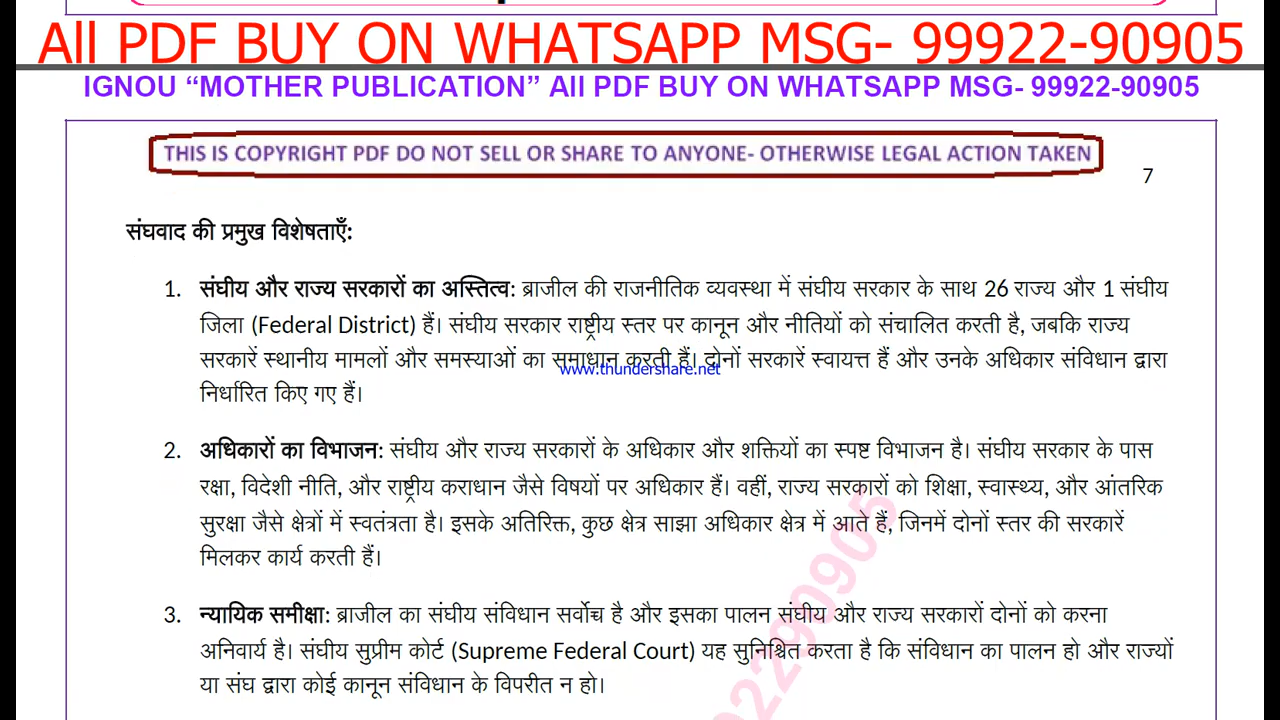 All PDF BUY ON WHATSAPP MSG- 99922-90905
IGNOU “MOTHER PUBLICATION” All PDF BUY ON WHATSAPP MSG- 99922-90905
THIS IS COPYRIGHT PDF DO NOT SELL OR SHARE TO ANYONE- OTHERWISE LEGAL ACTION TAKEN
7
संघवाद की प्रमुख विशेषताएँ:
1. संघीय और राज्य सरकारों का अस्तित्व: ब्राजील की राजनीतिक व्यवस्था में संघीय सरकार के साथ 26 राज्य और 1 संघीय
जिला (Federal District) हैं। संघीय सरकार राष्ट्रीय स्तर पर कानून और नीतियों को संचालित करती है, जबकि राज्य
सरकारें स्थानीय मामलों और समस्याओं का समाधान करती हैं। दोनों सरकारें स्वायत्त हैं और उनके अधिकार संविधान द्वारा
www.thundershare.net
निर्धारित किए गए हैं।
2. अधिकारों का विभाजन: संघीय और राज्य सरकारों के अधिकार और शक्तियों का स्पष्ट विभाजन है। संघीय सरकार के पास
रक्षा, विदेशी नीति, और राष्ट्रीय कराधान जैसे विषयों पर अधिकार हैं। वहीं, राज्य सरकारों को शिक्षा, स्वास्थ्य, और आंतरिक
सुरक्षा जैसे क्षेत्रों में स्वतंत्रता है। इसके अतिरिक्त, कुछ क्षेत्र साझा अधिकार क्षेत्र में आते हैं, जिनमें दोनों स्तर की सरकारें
मिलकर कार्य करती हैं।
3. न्यायिक समीक्षा: ब्राजील का संघीय संविधान सर्वोच्च है और इसका पालन संघीय और राज्य सरकारों दोनों को करना
अनिवार्य है। संघीय सुप्रीम कोर्ट (Supreme Federal Court) यह सुनिश्चित करता है कि संविधान का पालन हो और राज्यों
या संघ द्वारा कोई कानून संविधान के विपरीत न हो।